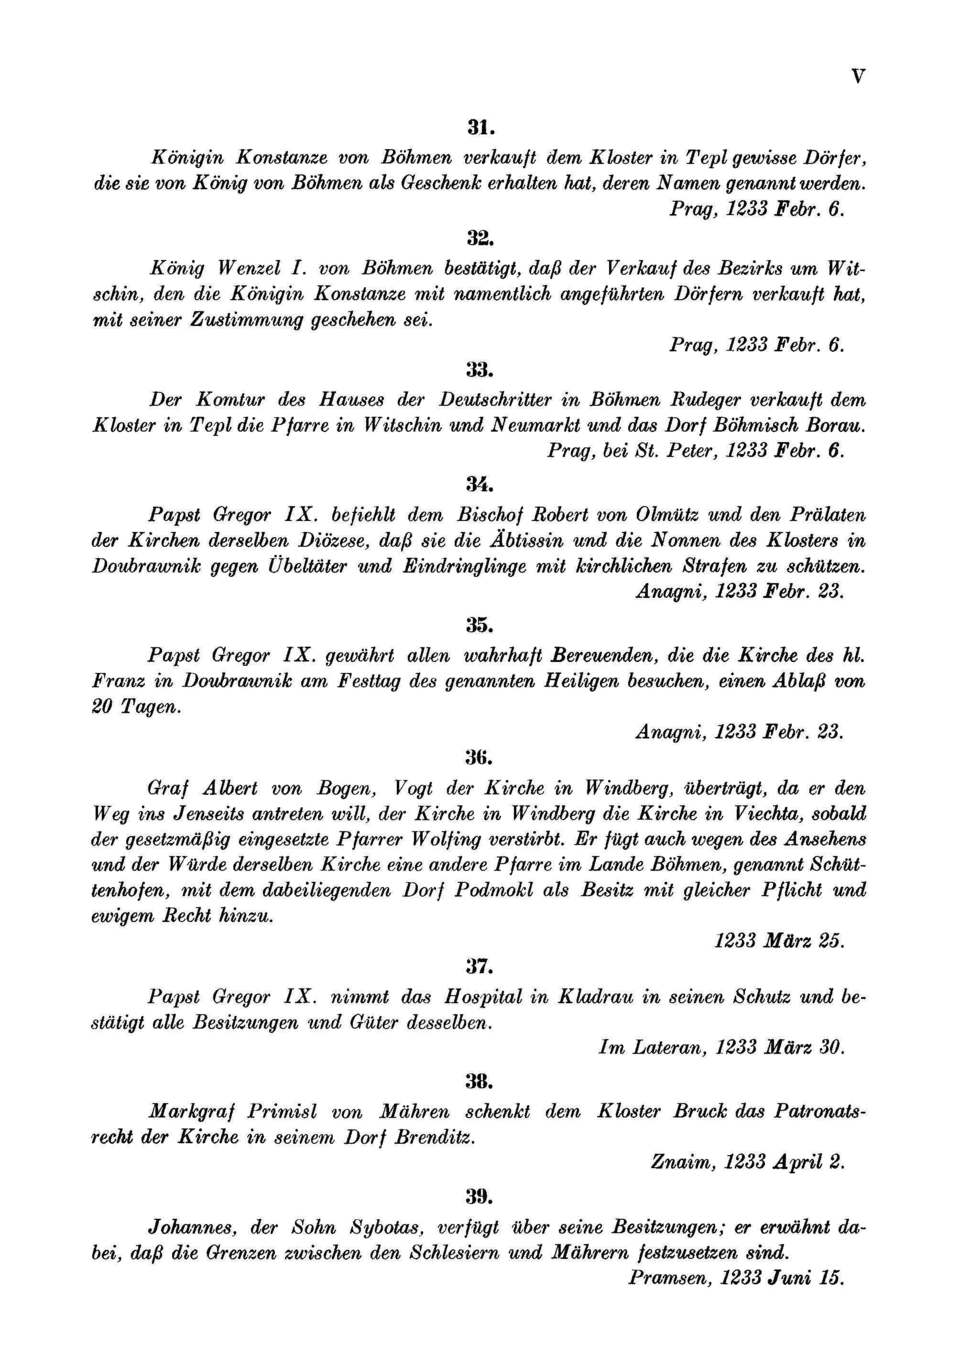 V
31.
Königin Konstanze von Böhmen verkauft dem Kloster in Tepl gewisse Dörfer,
die sie von König von Böhmen als Geschenk erhalten hat, deren Namen genannt werden.
Prag, 1233 Febr. 6.
32.
König Wenzel I. von Böhmen bestätigt, daß der Verkauf des Bezirks um Wit-
schin, den die Königin Konstanze mit namentlich angeführten Dörfern verkauft hat,
mit seiner Zustimmung geschehen sei.
Prag, 1233 Febr. 6.
33.
Der Komtur des Hauses der Deutschritter in Böhmen Rudeger verkauft dem
Kloster in Tepl die Pfarre in Witschin und Neumarkt und das Dorf Böhmisch Borau.
Prag, bei St. Peter, 1233 Febr. 6.
34.
Papst Gregor IX. befiehlt dem Bischof Robert von Olmütz und den Prälaten
der Kirchen derselben Diözese, daß sie die Äbtissin und die Nonnen des Klosters in
Doubrawnik gegen Übeltäter und Eindringlinge mit kirchlichen Strafen zu schützen.
Anagni, 1233 Febr. 23.
35.
Papst Gregor IX. gewährt allen wahrhaft Bereuenden, die die Kirche des hl.
Franz in Doubrawnik am Festtag des genannten Heiligen besuchen, einen Ablaß von
20 Tagen.
Anagni, 1233 Febr. 23.
36.
Graf Albert von Bogen, Vogt der Kirche in Windberg, überträgt, da er den
Weg ins Jenseits antreten will, der Kirche in Windberg die Kirche in Viechta, sobald
der gesetzmäßig eingesetzte Pfarrer Wolfing verstirbt. Er fügt auch wegen des Ansehens
und der Würde derselben Kirche eine andere Pfarre im Lande Böhmen, genannt Schüt-
tenhofen, mit dem dabeiliegenden Dorf Podmokl als Besitz mit gleicher Pflicht und
ewigem Recht hinzu.
1233 März 25.
37.
Papst Gregor IX. nimmt das Hospital in Kladrau in seinen Schutz und be-
stätigt alle Besitzungen und Güter desselben.
Im Lateran, 1233 März 30.
38.
Markgraf Primisl von Mähren schenkt dem Kloster Bruck das Patronats-
recht der Kirche in seinem Dorf Brenditz.
Znaim, 1233 April 2.
39.
Johannes, der Sohn Sybotas, verfügt über seine Besitzungen; er erwähnt da-
bei, daß die Grenzen zwischen den Schlesiern und Mährern festzusetzen sind.
Pramsen, 1233 Juni 15.